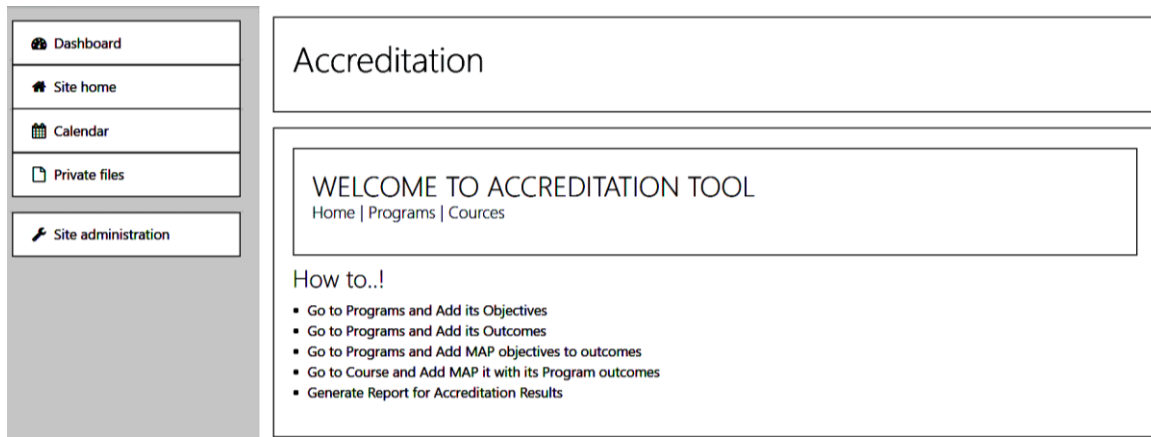 Dashboard
Site home
Calendar
Private files
Site administration
Accreditation
WELCOME TO ACCREDITATION TOOL
Home | Programs | Cources
How to..!
▪ Go to Programs and Add its Objectives
▪ Go to Programs and Add its Outcomes
▪ Go to Programs and Add MAP objectives to outcomes
▪ Go to Course and Add MAP it with its Program outcomes
▪ Generate Report for Accreditation Results